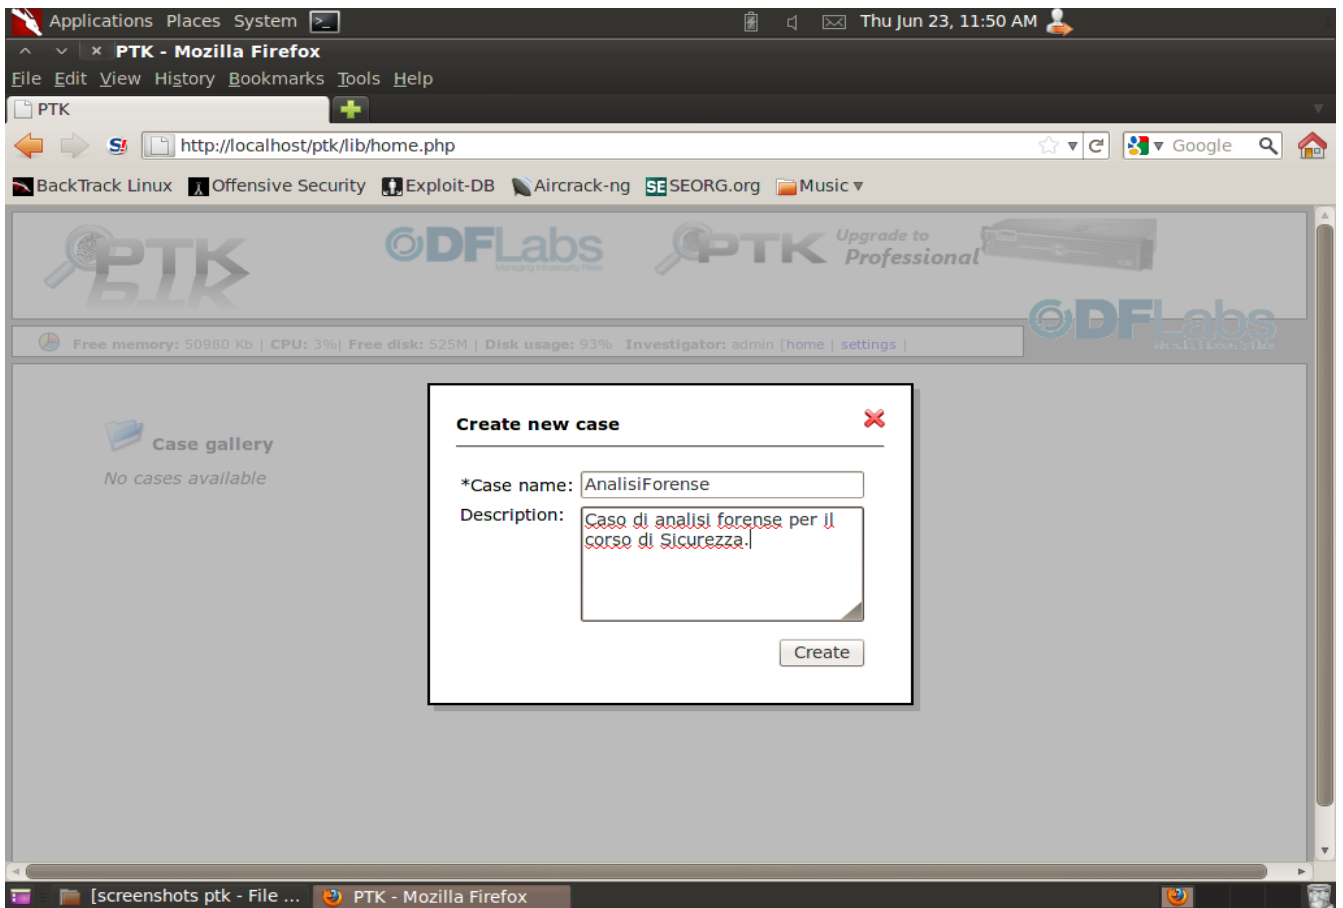 Applications Places System
Thu Jun 23, 11:50 AM
PTK - Mozilla Firefox
File Edit View History Bookmarks Tools Help
PTK
http://localhost/ptk/lib/home.php
Google
BackTrack Linux Offensive Security Exploit-DB Aircrack-ng SE SEORG.org Music
PTK
DFLabs
PTK
Upgrade to
Professional
DFLabs
Free memory: 50980 Kb | CPU: 3%| Free disk: 525M | Disk usage: 93% Investigator: admin [home | settings |
Case gallery
No cases available
Create new case
*Case name: AnalisiForense
Description: Caso di analisi forense per il
corso di Sicurezza.
Create
[screenshots ptk - File ...
PTK - Mozilla Firefox